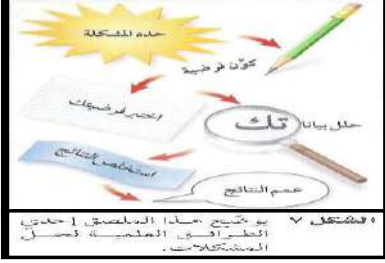 حدد المشكلة
كوّن فرضية
اختبر فرضيتك
حلل بياناتك
استخلص النتائج
عمم النتائج
الشكل ٧ يوضّح هذا الملصق إحدى
الطرائق العلمية لحل
المشكلات.